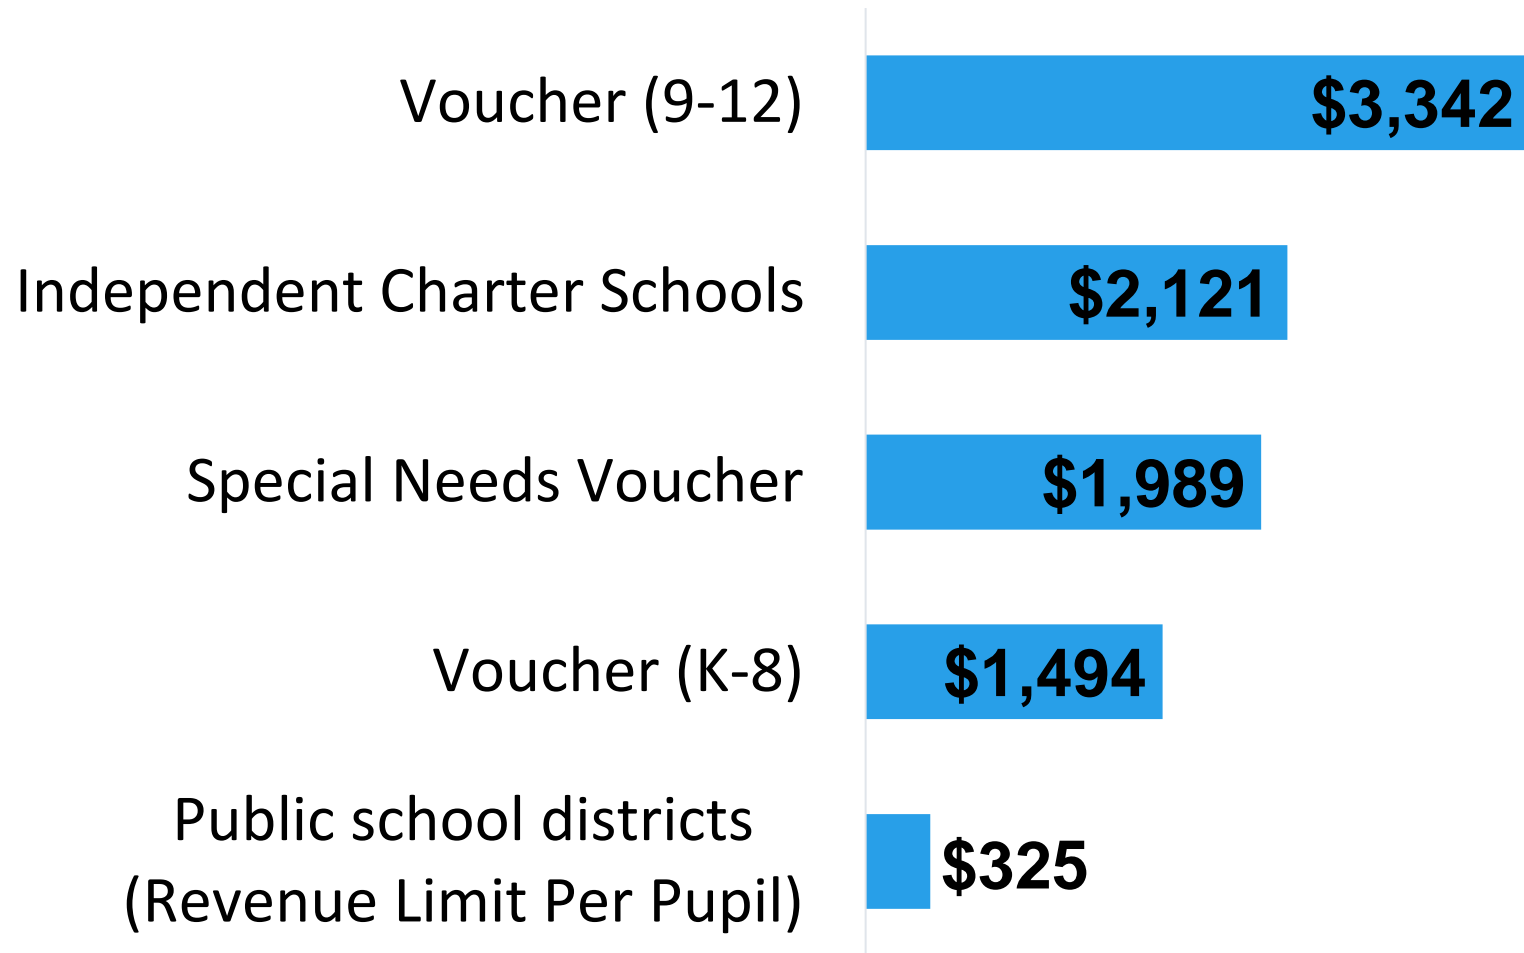 Voucher (9-12)
$3,342
Independent Charter Schools
$2,121
Special Needs Voucher
$1,989
Voucher (K-8)
$1,494
Public school districts
(Revenue Limit Per Pupil)
$325